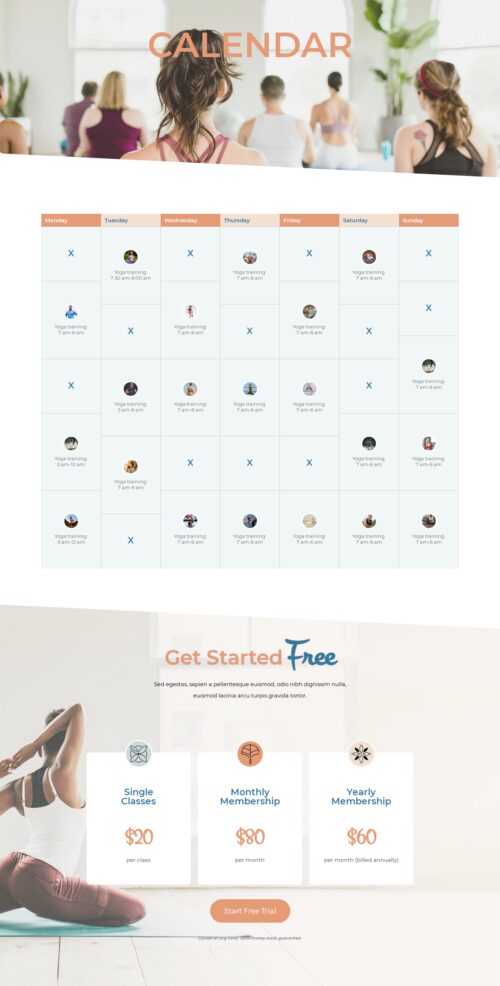 CALENDAR
Monday Tuesday Wednesday Thursday Friday Saturday Sunday
X
Yoga training
7:30 am-8:00 am
X
Yoga training
7 am-8 am
X
Yoga training
7 am-8 am
X
Yoga training
7 am-8 am
X
Yoga training
7 am-8 am
X
Yoga training
7 am-8 am
X
X
X
Yoga training
5 am-6 am
Yoga training
7 am-8 am
Yoga training
7 am-8 am
Yoga training
7 am-8 am
X
Yoga training
7 am-8 am
Yoga training
5 am-10 am
Yoga training
7 am-8 am
X
X
X
Yoga training
7 am-8 am
Yoga training
7 am-8 am
Yoga training
9 am-12 am
X
Yoga training
7 am-8 am
Yoga training
7 am-8 am
Yoga training
7 am-8 am
Yoga training
7 am-8 am
Yoga training
7 am-8 am
Get Started Free
Sed egestas, sapien a pellentesque euismod, odio nibh dignissim nulla,
euismod lacinia arcu turpis gravida tortor.
Single
Classes
$20
per class
Monthly
Membership
$80
per month
Yearly
Membership
$60
per month (billed annually)
Start Free Trial
Cancel at any time. 100% money back guarantee